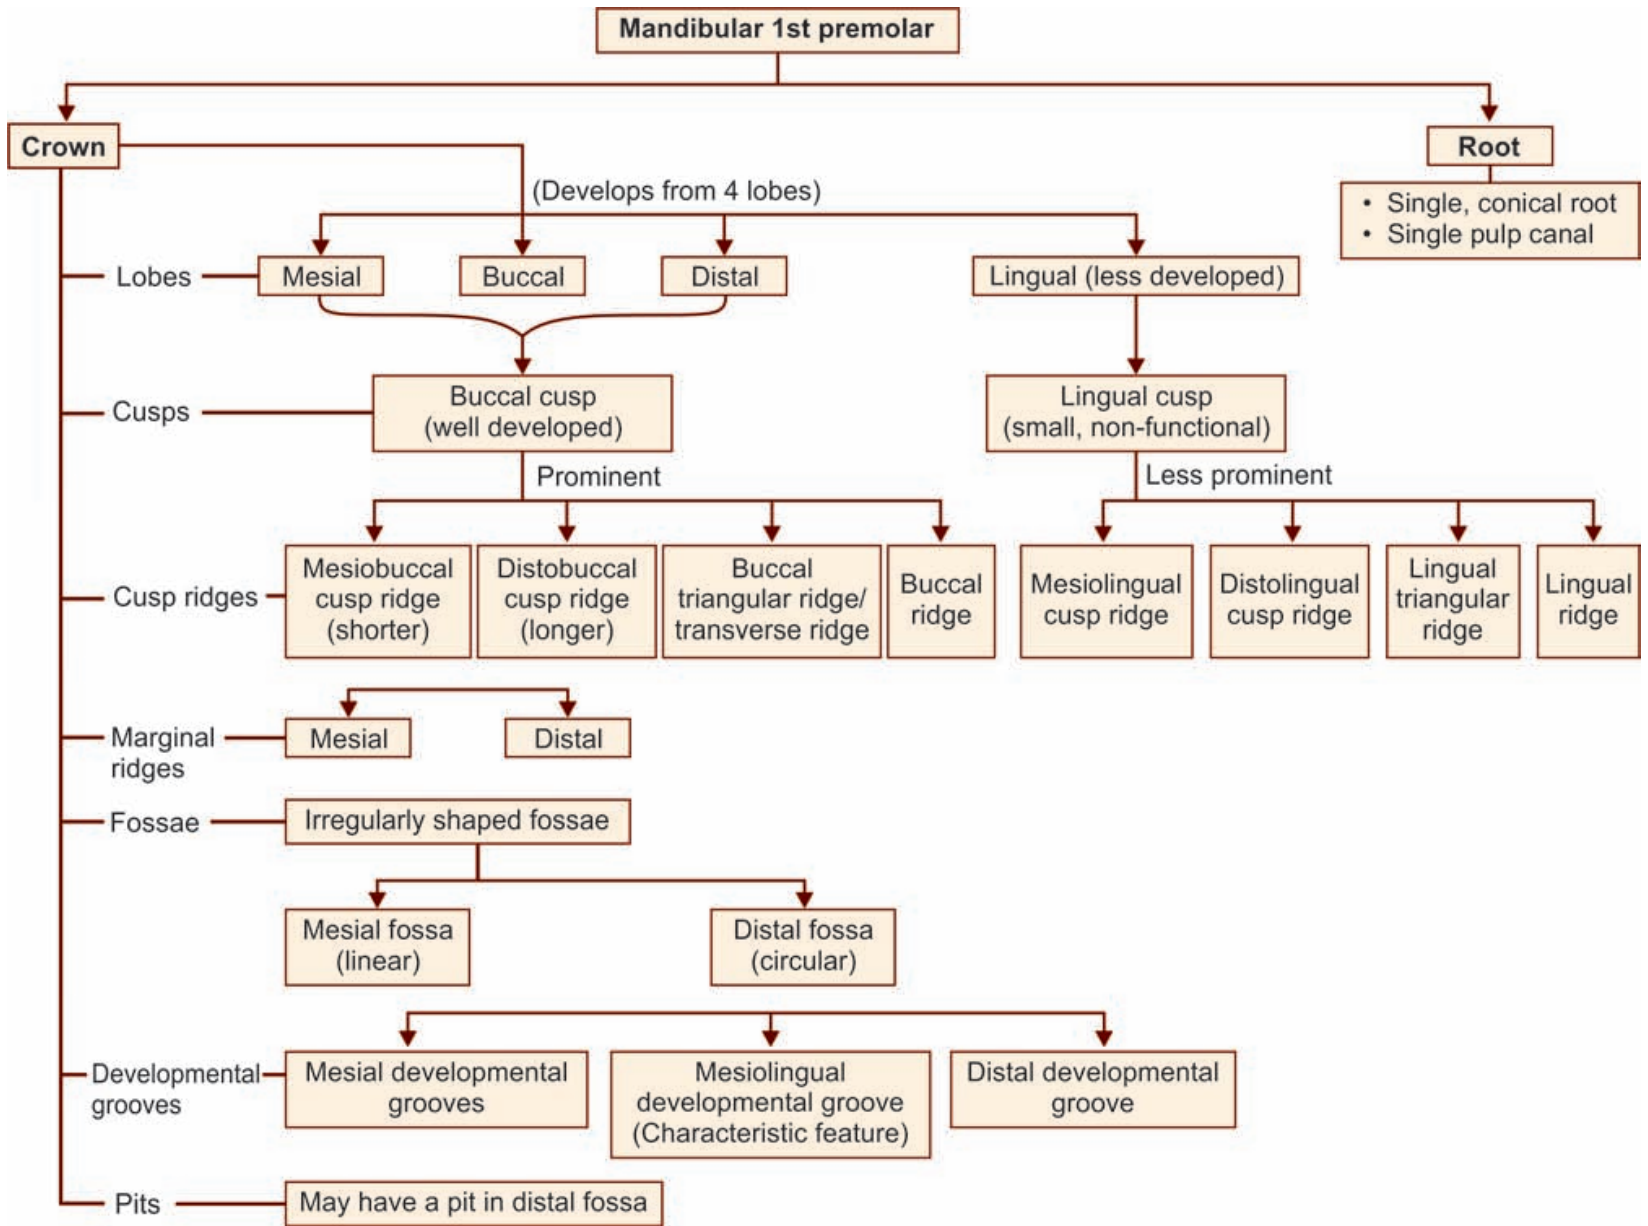 Mandibular 1st premolar
Crown
Root
• Single, conical root
• Single pulp canal
(Develops from 4 lobes)
Lobes
Mesial
Buccal
Distal
Lingual (less developed)
Cusps
Buccal cusp
(well developed)
Lingual cusp
(small, non-functional)
Prominent
Less prominent
Cusp ridges
Mesiobuccal
cusp ridge
(shorter)
Distobuccal
cusp ridge
(longer)
Buccal
triangular ridge/
transverse ridge
Buccal
ridge
Mesiolingual
cusp ridge
Distolingual
cusp ridge
Lingual
triangular
ridge
Lingual
ridge
Marginal
ridges
Mesial
Distal
Fossae
Irregularly shaped fossae
Mesial fossa
(linear)
Distal fossa
(circular)
Developmental
grooves
Mesial developmental
grooves
Mesiolingual
developmental groove
(Characteristic feature)
Distal developmental
groove
Pits
May have a pit in distal fossa